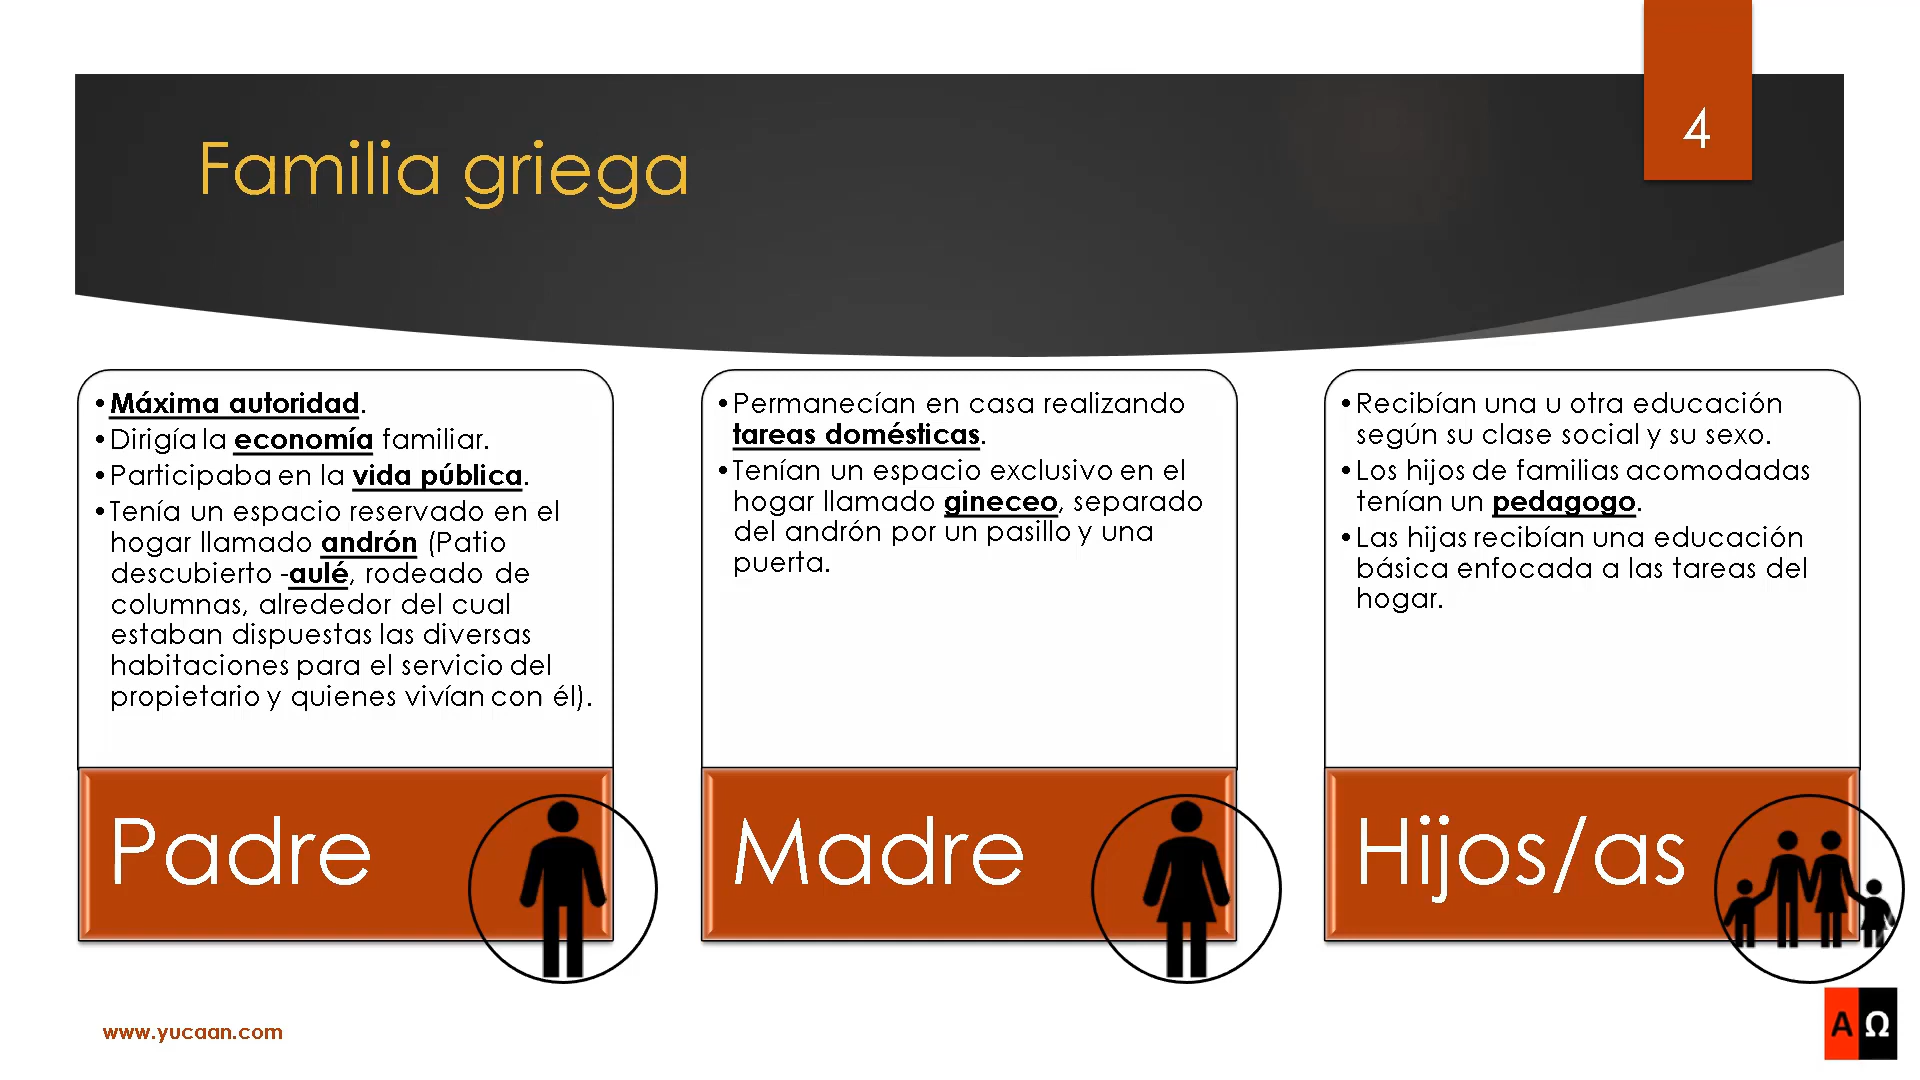 4
Familia griega
•Máxima autoridad.
•Dirigía la economía familiar.
•Participaba en la vida pública.
•Tenía un espacio reservado en el
hogar llamado andrón (Patio
descubierto -aulé, rodeado de
columnas, alrededor del cual
estaban dispuestas las diversas
habitaciones para el servicio del
propietario y quienes vivían con él).
Padre
•Permanecían en casa realizando
tareas domésticas.
•Tenían un espacio exclusivo en el
hogar llamado gineceo, separado
del andrón por un pasillo y una
puerta.
Madre
•Recibían una u otra educación
según su clase social y su sexo.
•Los hijos de familias acomodadas
tenían un pedagogo.
•Las hijas recibían una educación
básica enfocada a las tareas del
hogar.
Hijos/as
www.yucaan.com
ΑΩ